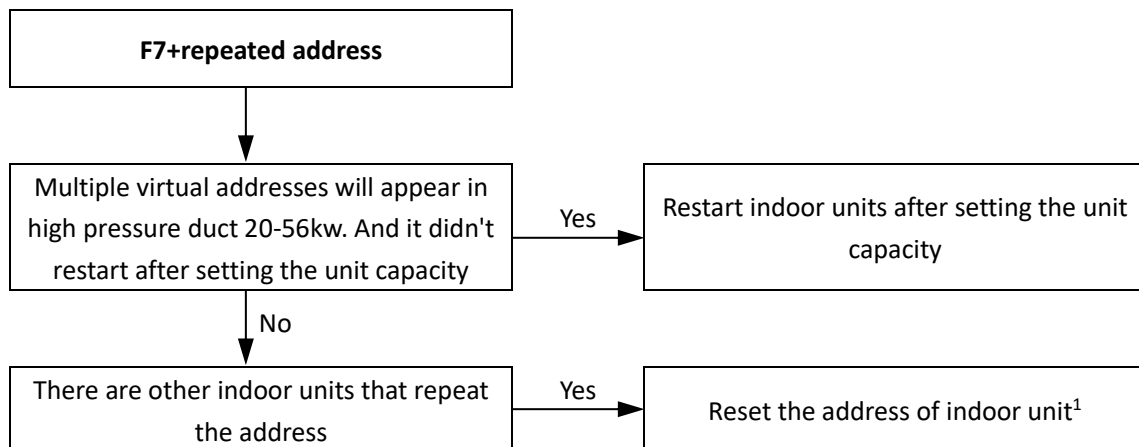 F7+repeated address
Multiple virtual addresses will appear in
high pressure duct 20-56kw. And it didn't
restart after setting the unit capacity
Yes
Restart indoor units after setting the unit
capacity
No
There are other indoor units that repeat
the address
Yes
Reset the address of indoor unit¹